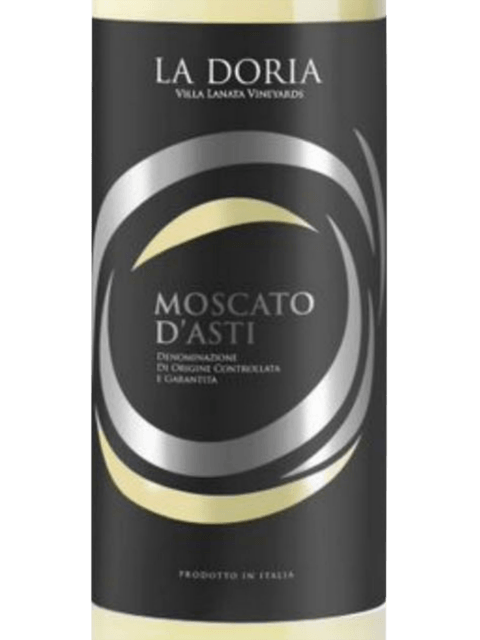 LA DORIA
VILLA LANATA VINEYARDS
MOSCATO
D'ASTI
DENOMINAZIONE
DI ORIGINE CONTROLLATA
E GARANTITA
PRODOTTO IN ITALIA